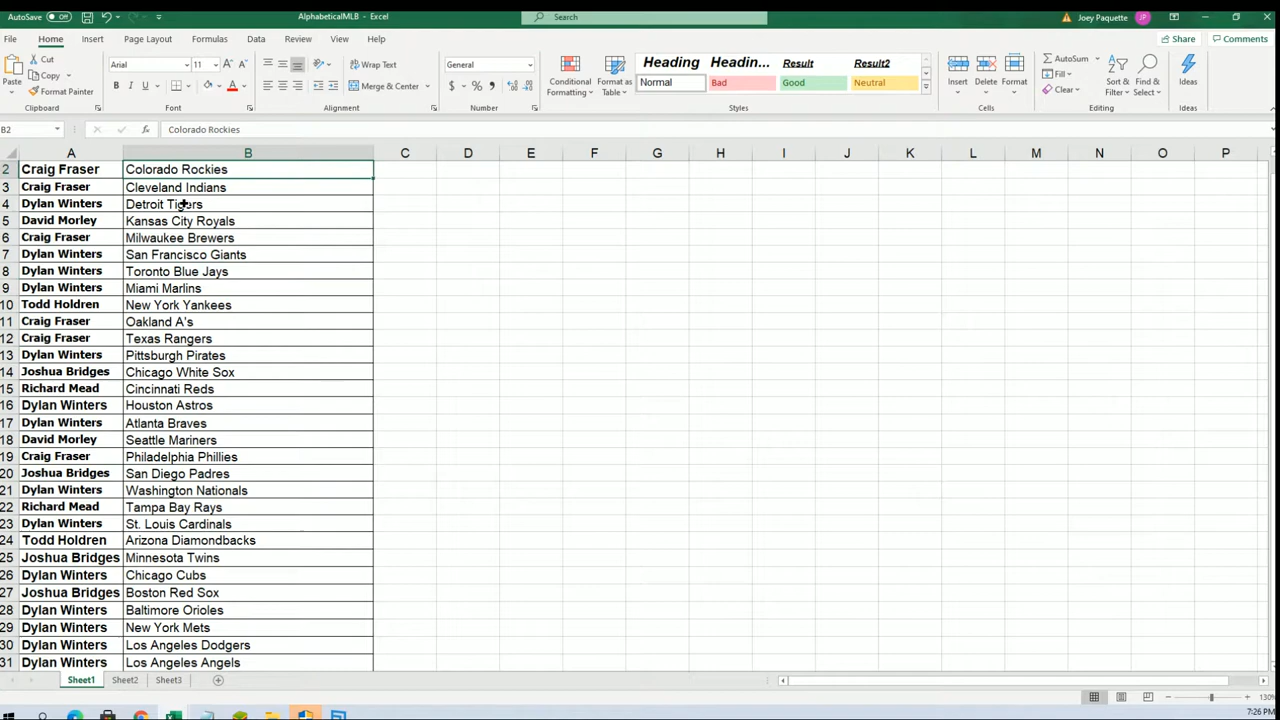 AutoSave Off AlphabeticalMLB - Excel Search Joey Paquette JP
File Home Insert Page Layout Formulas Data Review View Help Share Comments
Paste Cut Copy Format Painter Clipboard
Arial 11 A A B I U A Font
Wrap Text Merge & Center Alignment
General $ % , Number
Conditional Formatting Format as Table
Heading Headin... Result Result2
Normal Bad Good Neutral
Styles
Insert Delete Format Cells
AutoSum Fill Clear Sort & Filter Find & Select Editing
Ideas Ideas
B2 fx Colorado Rockies
A B C D E F G H I J K L M N O P
2 Craig Fraser Colorado Rockies
3 Craig Fraser Cleveland Indians
4 Dylan Winters Detroit Tigers
5 David Morley Kansas City Royals
6 Craig Fraser Milwaukee Brewers
7 Dylan Winters San Francisco Giants
8 Dylan Winters Toronto Blue Jays
9 Dylan Winters Miami Marlins
10 Todd Holdren New York Yankees
11 Craig Fraser Oakland A's
12 Craig Fraser Texas Rangers
13 Dylan Winters Pittsburgh Pirates
14 Joshua Bridges Chicago White Sox
15 Richard Mead Cincinnati Reds
16 Dylan Winters Houston Astros
17 Dylan Winters Atlanta Braves
18 David Morley Seattle Mariners
19 Craig Fraser Philadelphia Phillies
20 Joshua Bridges San Diego Padres
21 Dylan Winters Washington Nationals
22 Richard Mead Tampa Bay Rays
23 Dylan Winters St. Louis Cardinals
24 Todd Holdren Arizona Diamondbacks
25 Joshua Bridges Minnesota Twins
26 Dylan Winters Chicago Cubs
27 Joshua Bridges Boston Red Sox
28 Dylan Winters Baltimore Orioles
29 Dylan Winters New York Mets
30 Dylan Winters Los Angeles Dodgers
31 Dylan Winters Los Angeles Angels
Sheet1 Sheet2 Sheet3
130%
7:26 PM